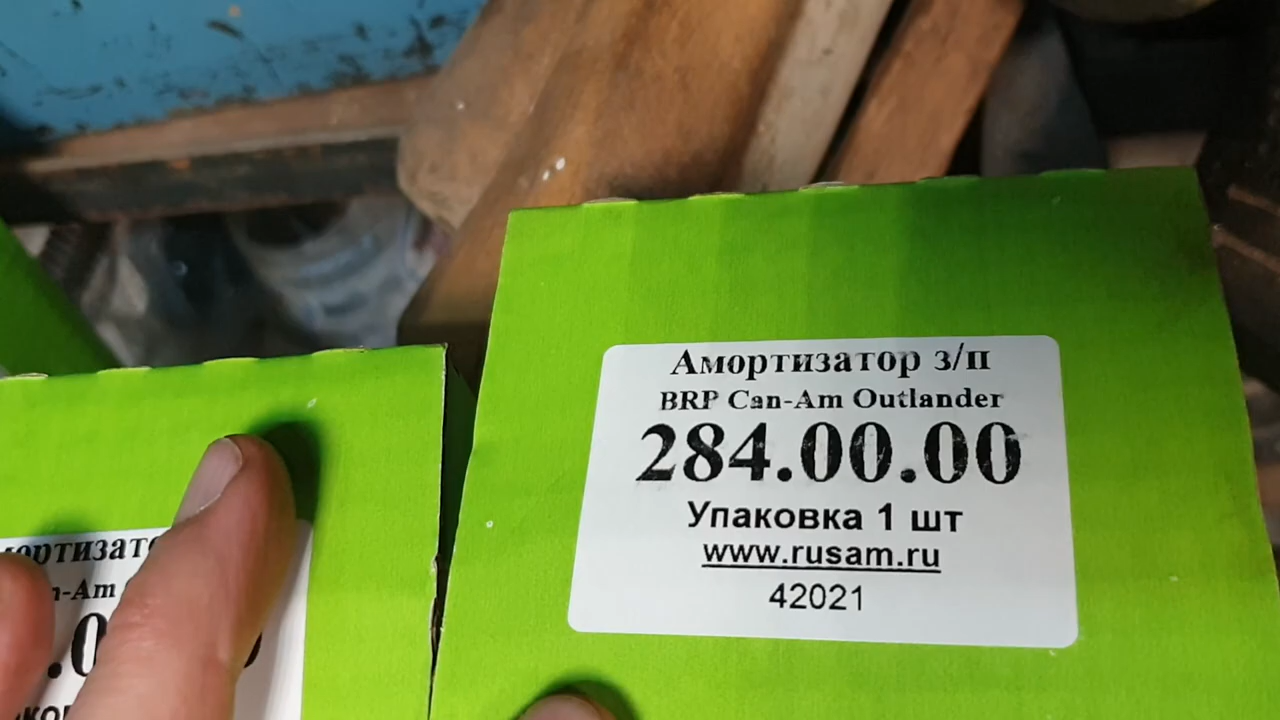 Амортизатор з/п
BRP Can-Am Outlander
284.00.00
Упаковка 1 шт
www.rusam.ru
42021